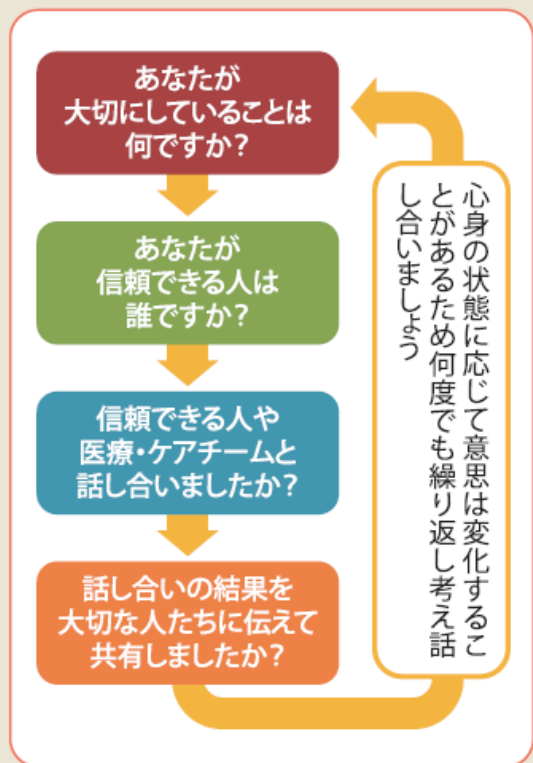 あなたが
大切にしていることは
何ですか？
あなたが
信頼できる人は
誰ですか？
信頼できる人や
医療・ケアチームと
話し合いましたか？
話し合いの結果を
大切な人たちに伝えて
共有しましたか？
心身の状態に応じて意思は変化するこ
とがあるため何度でも繰り返し考え話
し合いましょう